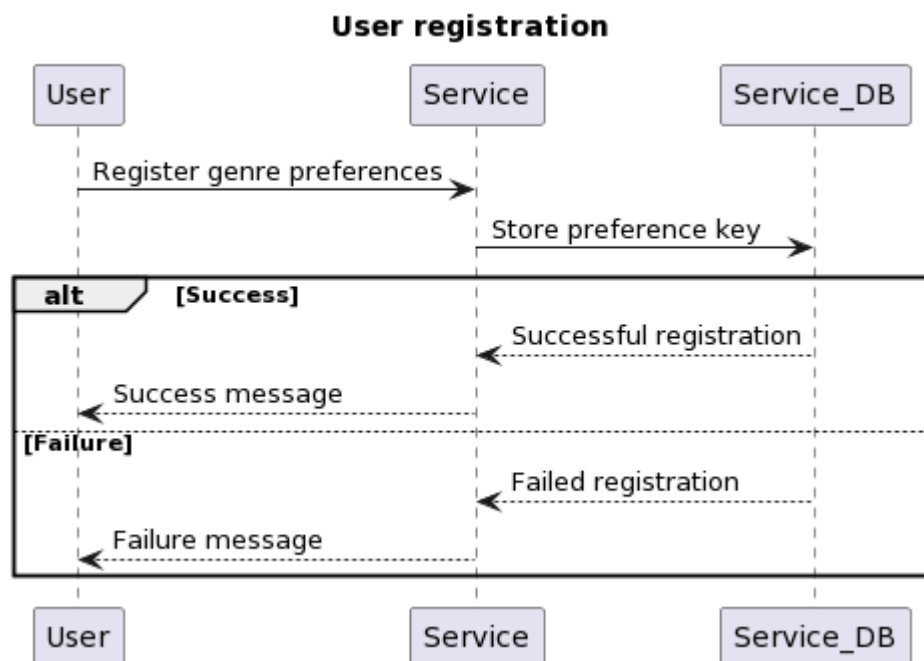 User registration
User Service Service_DB
Register genre preferences
Store preference key
alt [Success]
Successful registration
Success message
[Failure]
Failed registration
Failure message
User Service Service_DB